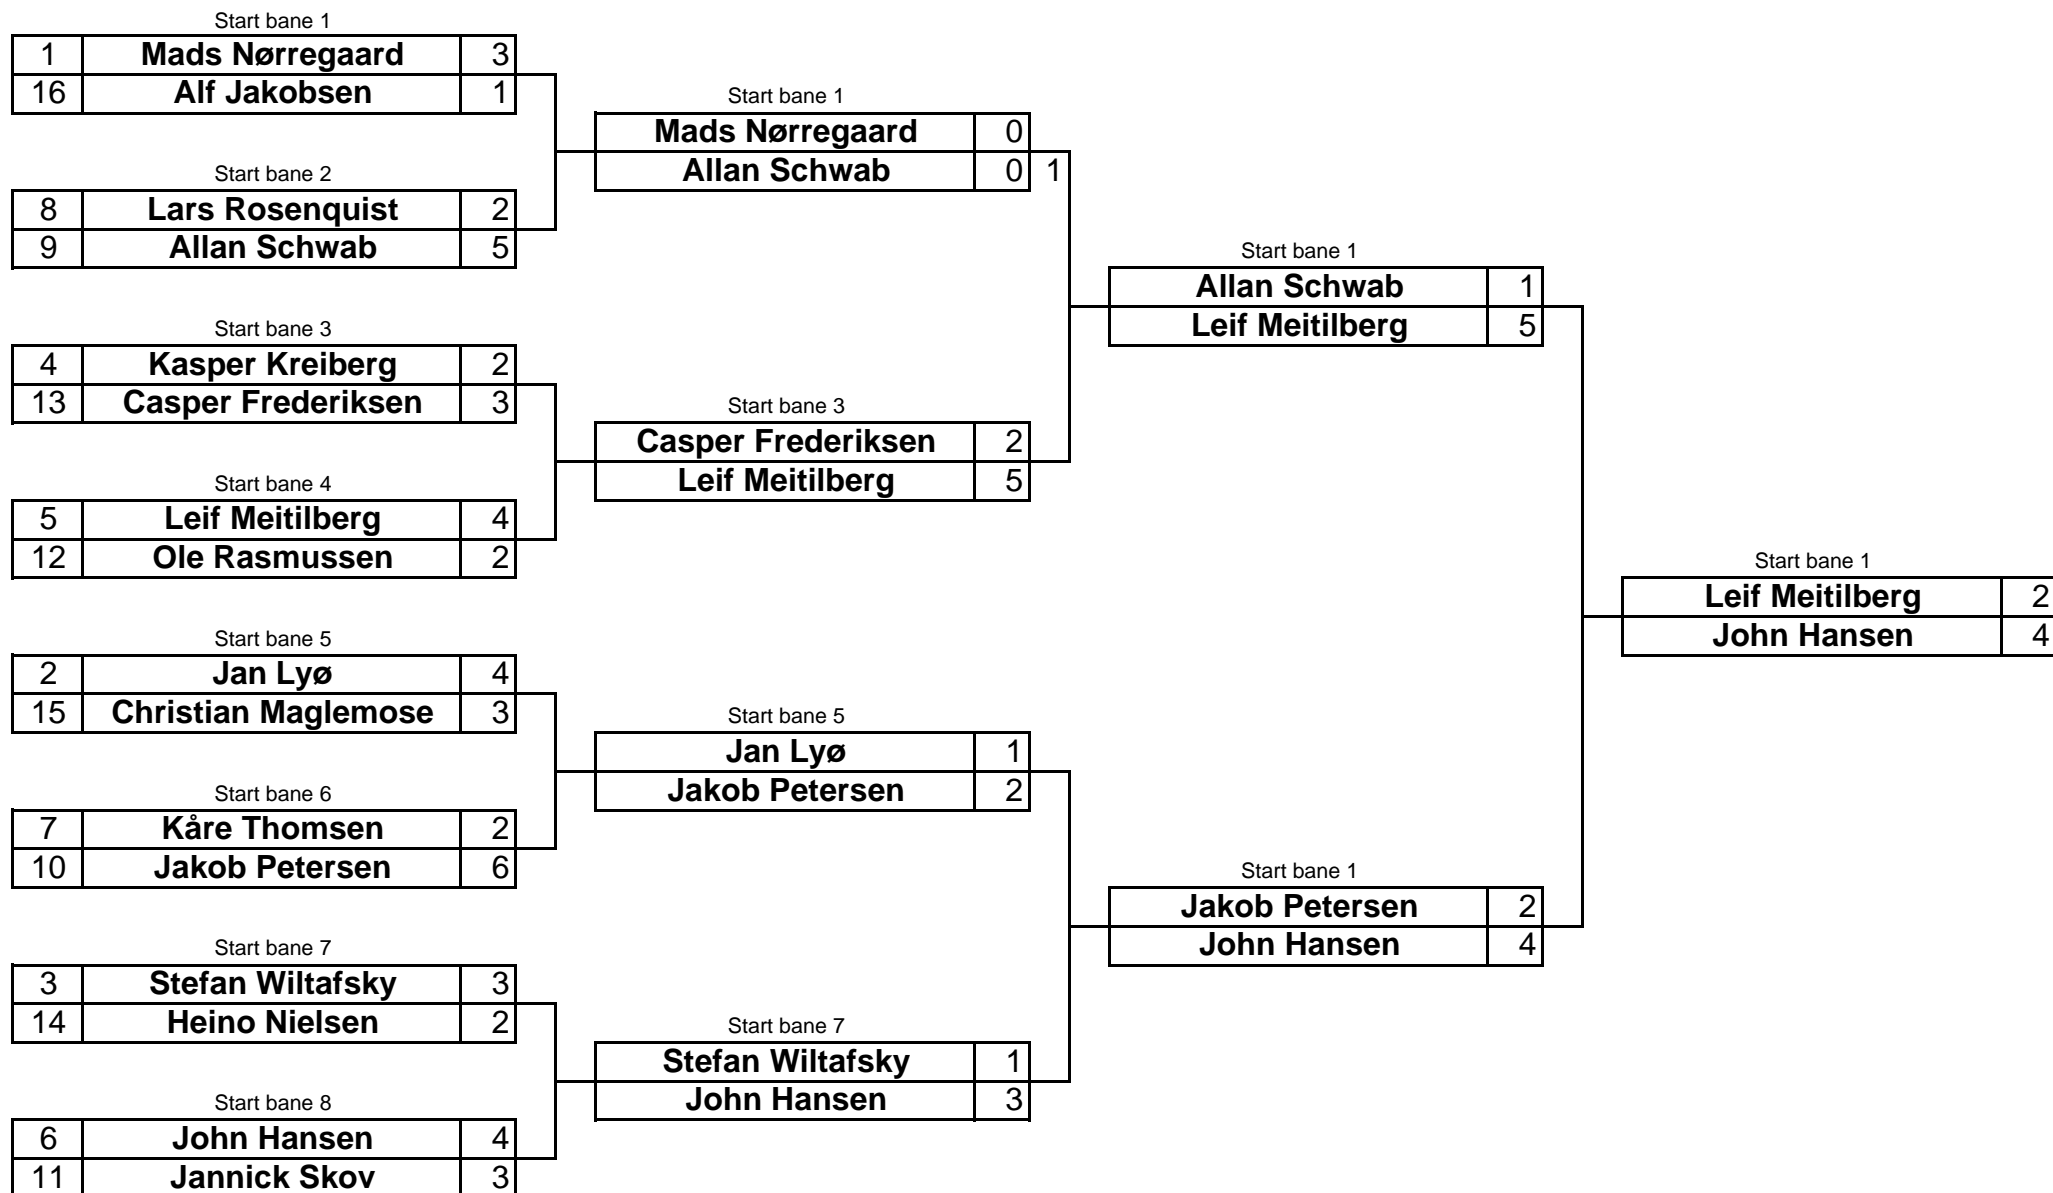 Start bane 1
1 Mads Nørregaard 3
16 Alf Jakobsen 1
Start bane 2
8 Lars Rosenquist 2
9 Allan Schwab 5
Start bane 3
4 Kasper Kreiberg 2
13 Casper Frederiksen 3
Start bane 4
5 Leif Meitilberg 4
12 Ole Rasmussen 2
Start bane 5
2 Jan Lyø 4
15 Christian Maglemose 3
Start bane 6
7 Kåre Thomsen 2
10 Jakob Petersen 6
Start bane 7
3 Stefan Wiltafsky 3
14 Heino Nielsen 2
Start bane 8
6 John Hansen 4
11 Jannick Skov 3
Start bane 1
Mads Nørregaard 0
Allan Schwab 0 1
Start bane 3
Casper Frederiksen 2
Leif Meitilberg 5
Start bane 5
Jan Lyø 1
Jakob Petersen 2
Start bane 7
Stefan Wiltafsky 1
John Hansen 3
Start bane 1
Allan Schwab 1
Leif Meitilberg 5
Start bane 1
Jakob Petersen 2
John Hansen 4
Start bane 1
Leif Meitilberg 2
John Hansen 4